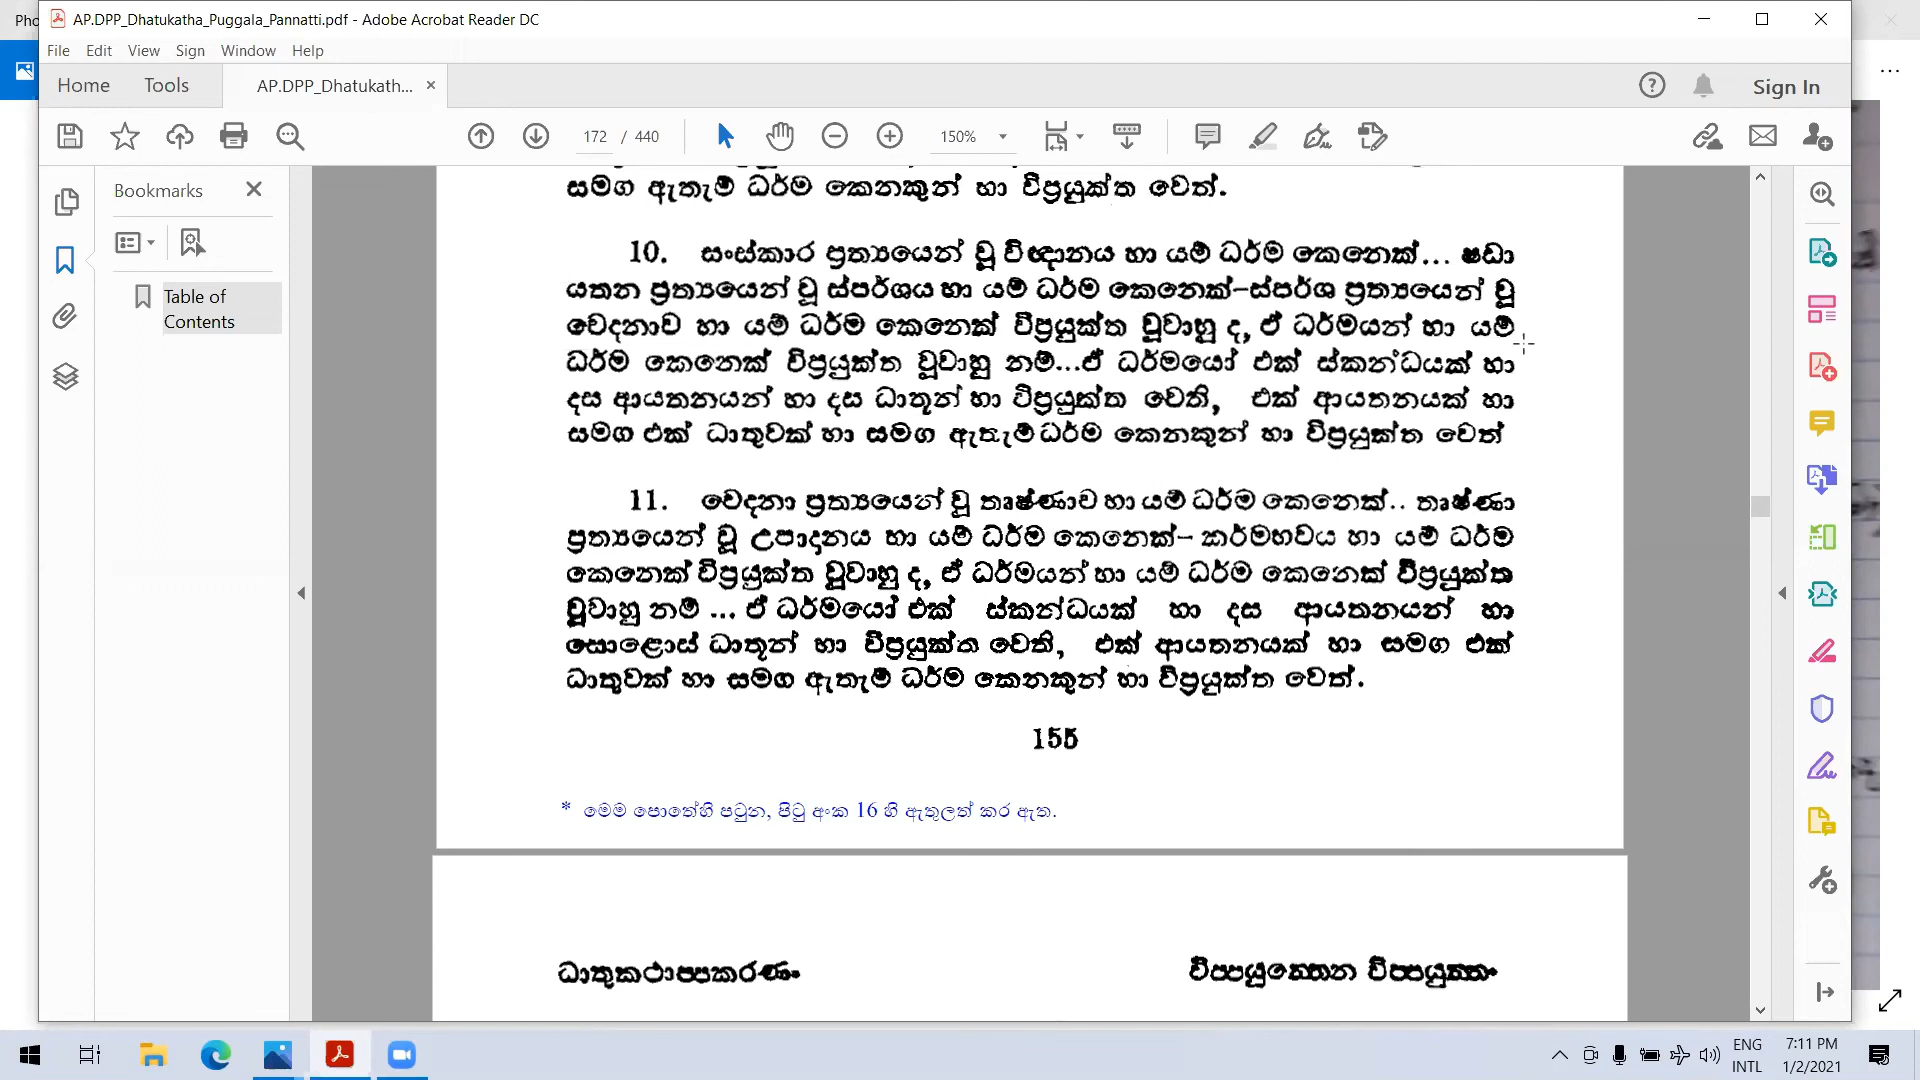 Pho
AP.DPP_Dhatukatha_Puggala_Pannatti.pdf - Adobe Acrobat Reader DC
File Edit View Sign Window Help
Home Tools AP.DPP_Dhatukath... ×
Sign In
172 / 440 150%
Bookmarks
Table of
Contents
සමග ඇතැම් ධර්ම කෙනකුන් හා විප්‍රයුක්ත වෙත්.
10. සංස්කාර ප්‍රත්‍යයෙන් වූ විඥානය හා යම් ධර්ම කෙනෙක්... ෂඩා
යතන ප්‍රත්‍යයෙන් වූ ස්පර්ශය හා යම් ධර්ම කෙනෙක්–ස්පර්ශ ප්‍රත්‍යයෙන් වූ
වේදනාව හා යම් ධර්ම කෙනෙක් විප්‍රයුක්ත වූවාහු ද, ඒ ධර්මයන් හා යම්
ධර්ම කෙනෙක් විප්‍රයුක්ත වූවාහු නම්...ඒ ධර්මයෝ එක් ස්කන්ධයක් හා
දස ආයතනයන් හා දස ධාතූන් හා විප්‍රයුක්ත වෙති, එක් ආයතනයක් හා
සමග එක් ධාතුවක් හා සමග ඇතැම් ධර්ම කෙනකුන් හා විප්‍රයුක්ත වෙත්
11. වේදනා ප්‍රත්‍යයෙන් වූ තෘෂ්ණාව හා යම් ධර්ම කෙනෙක්.. තෘෂ්ණා
ප්‍රත්‍යයෙන් වූ උපාදානය හා යම් ධර්ම කෙනෙක්– කර්මභවය හා යම් ධර්ම
කෙනෙක් විප්‍රයුක්ත වූවාහු ද, ඒ ධර්මයන් හා යම් ධර්ම කෙනෙක් විප්‍රයුක්ත
වූවාහු නම් ... ඒ ධර්මයෝ එක් ස්කන්ධයක් හා දස ආයතනයන් හා
සොළොස් ධාතූන් හා විප්‍රයුක්ත වෙති, එක් ආයතනයක් හා සමග එක්
ධාතුවක් හා සමග ඇතැම් ධර්ම කෙනකුන් හා විප්‍රයුක්ත වෙත්.
155
* මෙම පොතේහි පටුන, පිටු අංක 16 හි ඇතුලත් කර ඇත.
ධාතුකථාප්පකරණං විප්පයුත්තෙන විප්පයුත්තං
ENG 7:11 PM
INTL 1/2/2021